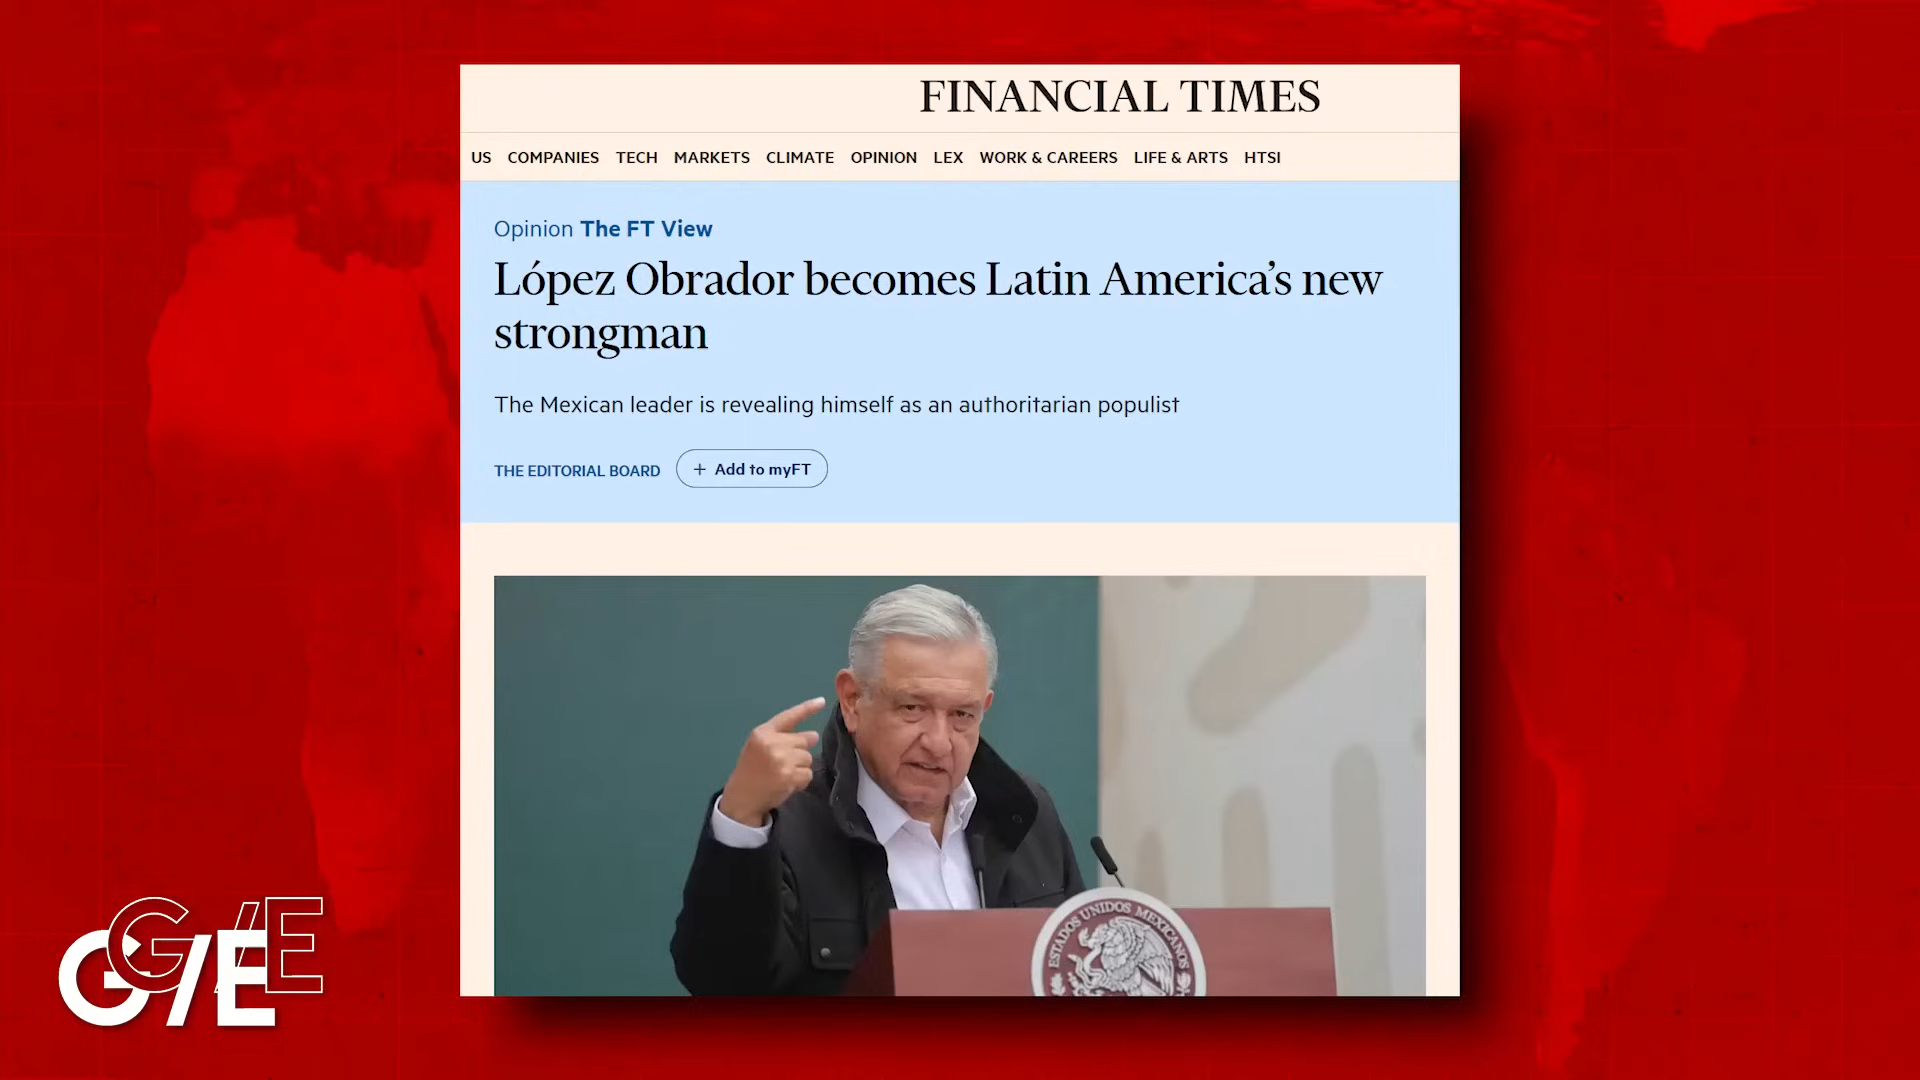 FINANCIAL TIMES
US COMPANIES TECH MARKETS CLIMATE OPINION LEX WORK & CAREERS LIFE & ARTS HTSI
Opinion The FT View
López Obrador becomes Latin America’s new
strongman
The Mexican leader is revealing himself as an authoritarian populist
THE EDITORIAL BOARD + Add to myFT
ESTADOS UNIDOS MEXICANOS
G/E
G/E